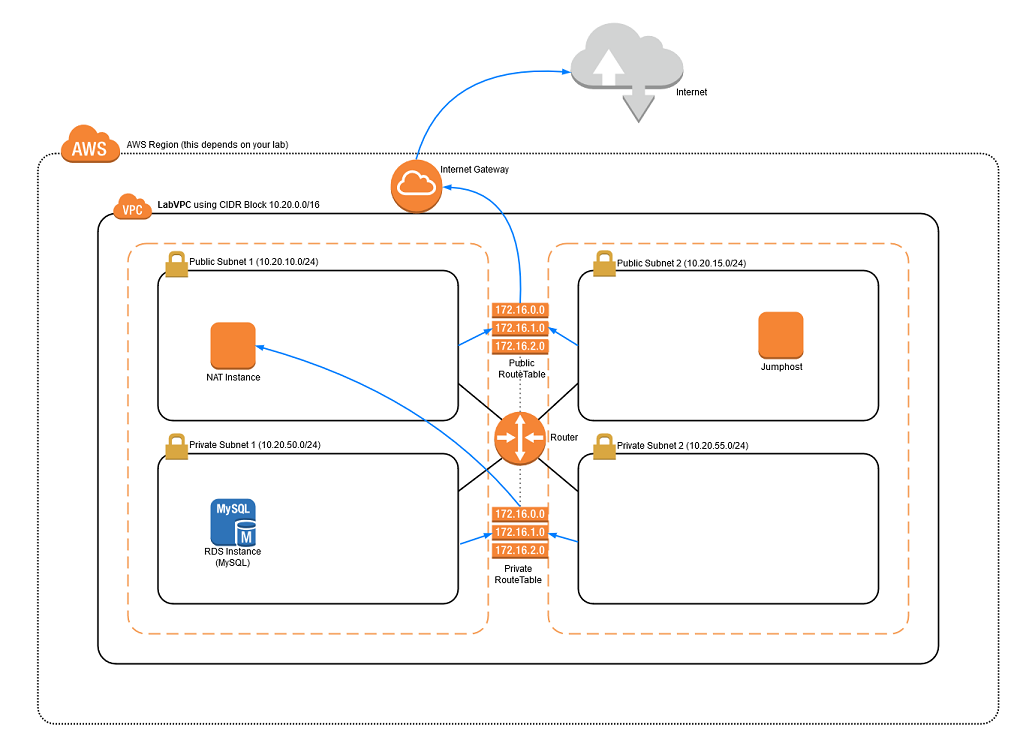 Internet
AWS
AWS Region (this depends on your lab)
Internet Gateway
VPC
LabVPC using CIDR Block 10.20.0.0/16
Public Subnet 1 (10.20.10.0/24)
Public Subnet 2 (10.20.15.0/24)
172.16.0.0
172.16.1.0
172.16.2.0
Public
RouteTable
NAT Instance
Jumphost
Router
Private Subnet 1 (10.20.50.0/24)
Private Subnet 2 (10.20.55.0/24)
MySQL
M
RDS Instance
(MySQL)
172.16.0.0
172.16.1.0
172.16.2.0
Private
RouteTable